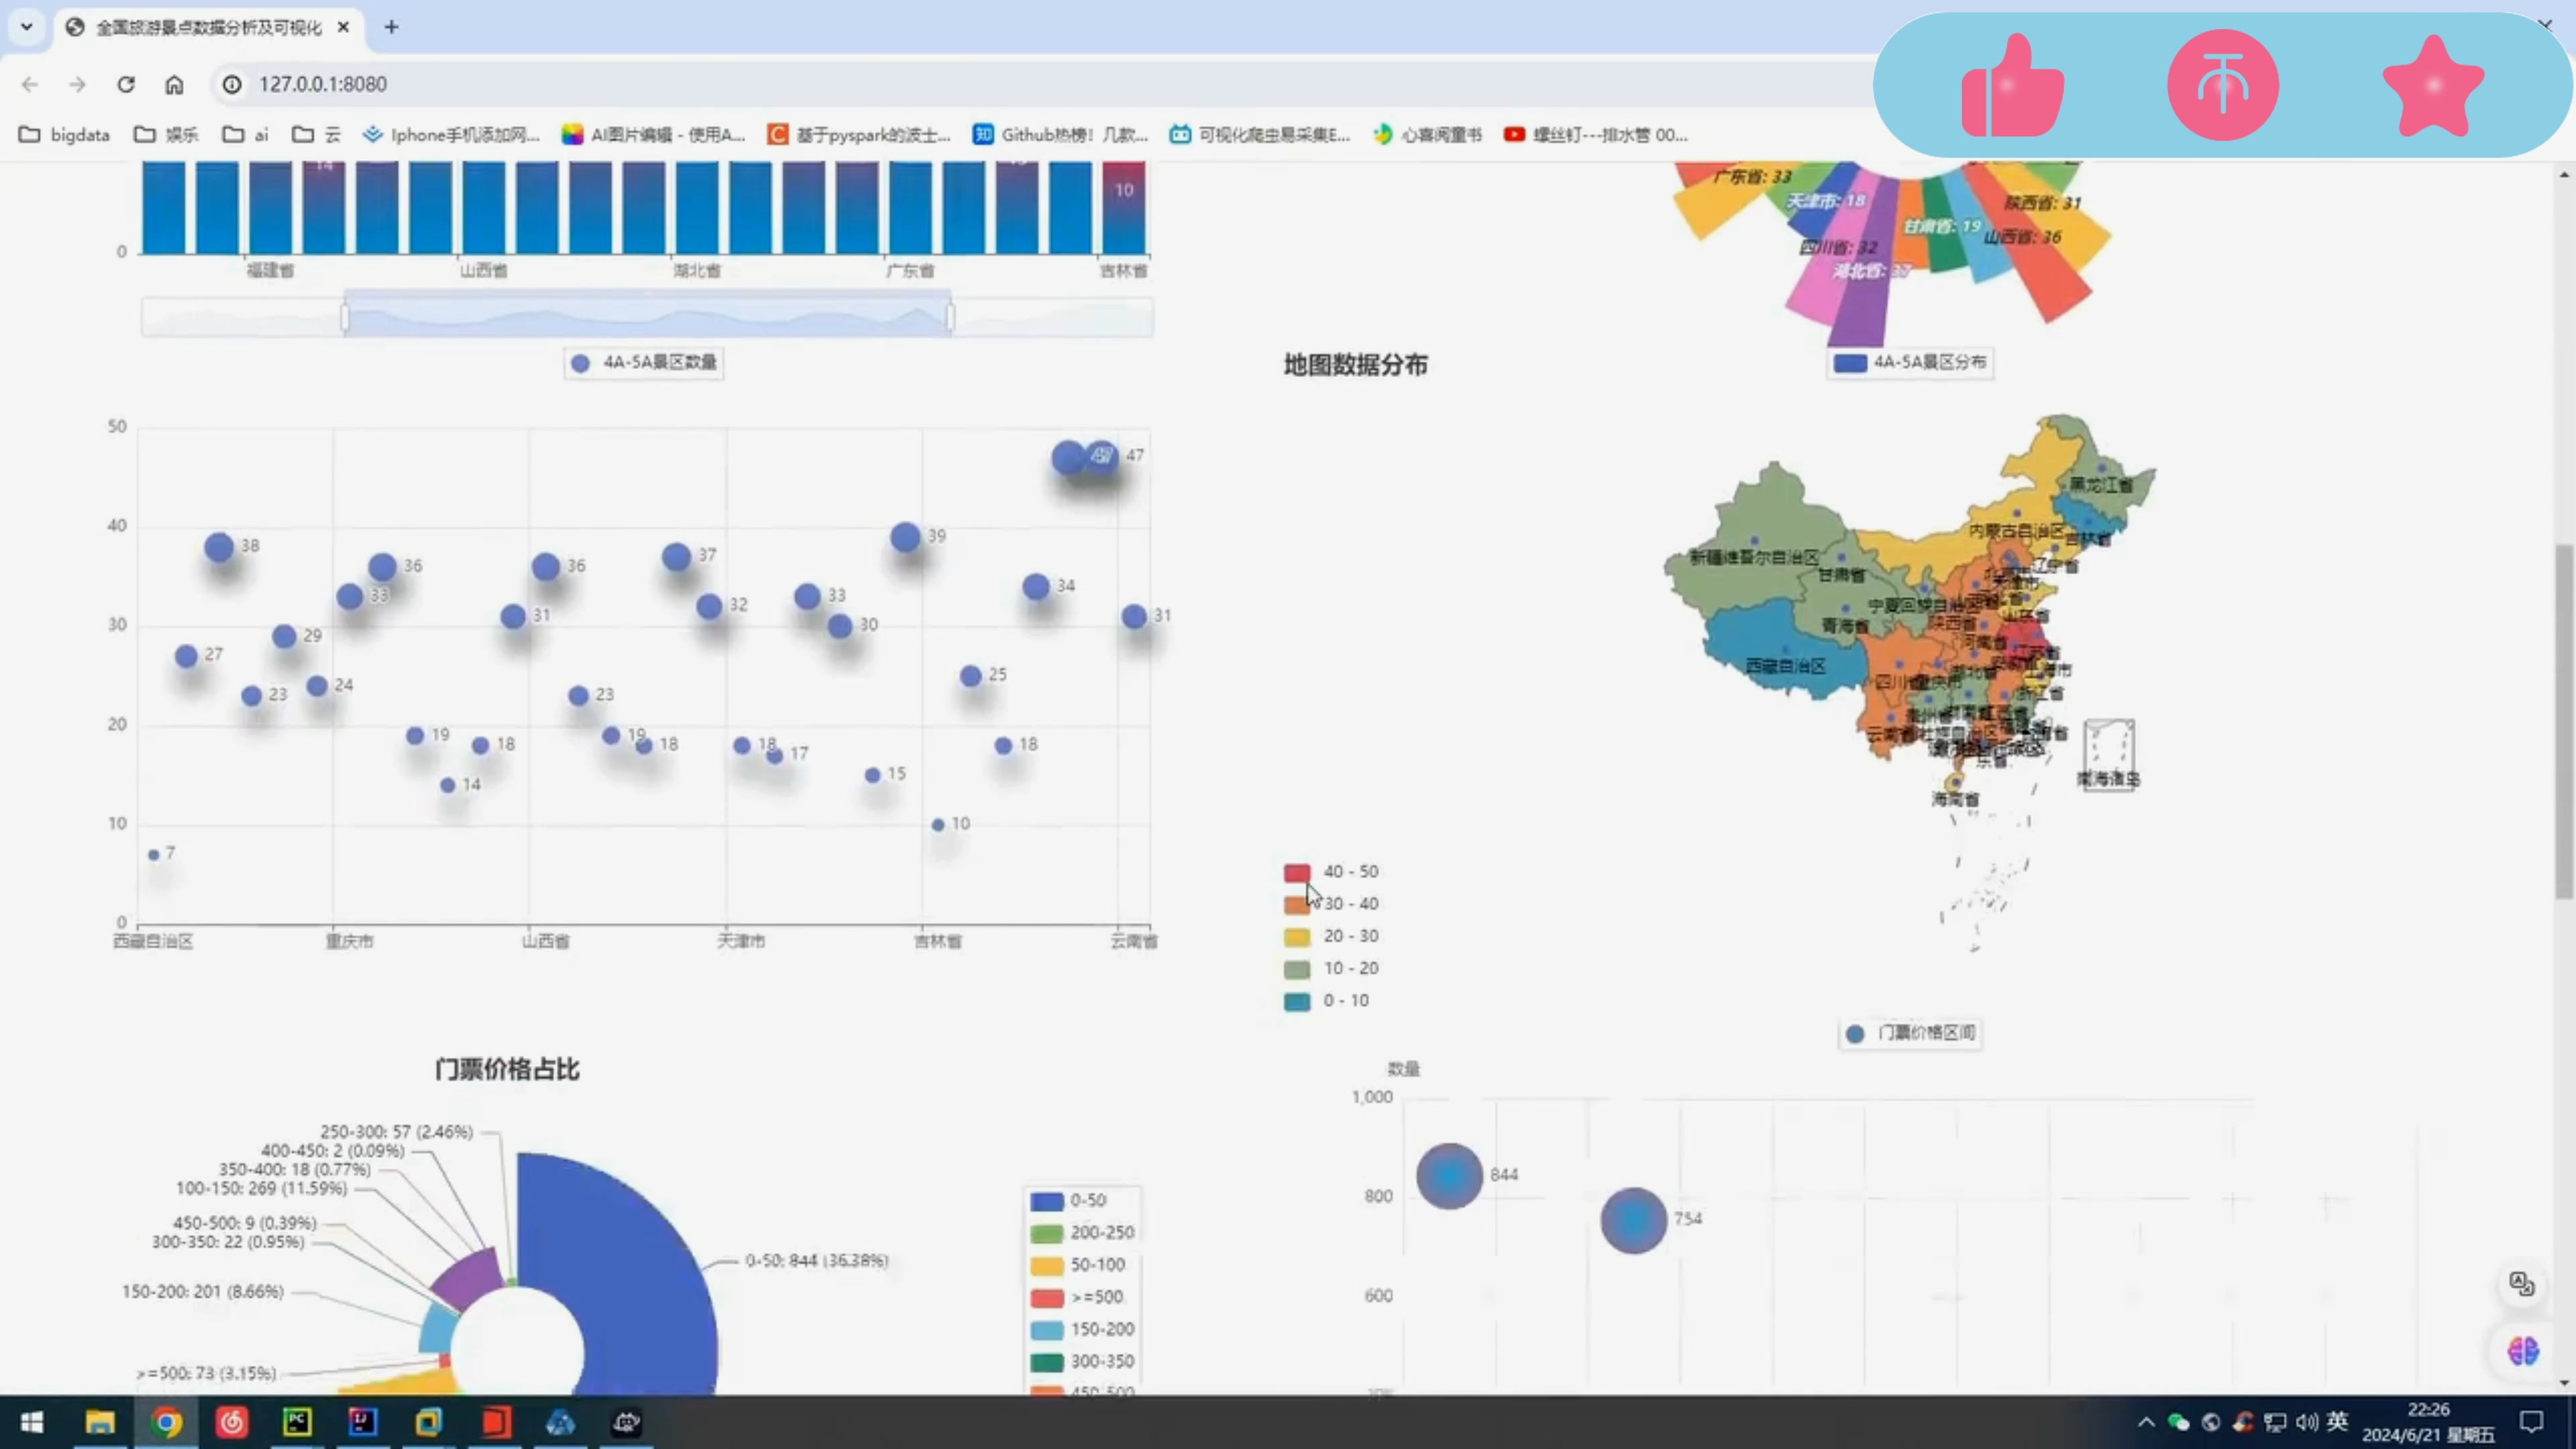 全国旅游景点数据分析及可视化
127.0.0.1:8080
bigdata 娱乐 ai 云 Iphone手机添加网... AI图片编辑 - 使用A... 基于pyspark的波士... Github热榜！几款... 可视化爬虫易采集E... 心喜阅童书 螺丝钉---排水管 00...
14
10
0
福建省 山西省 湖北省 广东省 吉林省
4A-5A景区数量
广东省: 33
天津市: 18
四川省: 32
湖北省: 37
甘肃省: 19
山西省: 36
陕西省: 31
4A-5A景区分布
50
40
30
20
10
0
7
27
38
23
29
24
33
36
19
14
18
31
36
23
19
18
37
32
18
17
33
30
15
39
10
25
18
34
47
47
31
西藏自治区 重庆市 山西省 天津市 吉林省 云南省
地图数据分布
黑龙江省
内蒙古自治区
吉林省
辽宁省
新疆维吾尔自治区
甘肃省
天津市
宁夏回族自治区
山东省
青海省
陕西省
河南省
西藏自治区
四川省
重庆市
浙江省
云南省
海南省
南海诸岛
40 - 50
30 - 40
20 - 30
10 - 20
0 - 10
门票价格占比
250-300: 57 (2.46%)
400-450: 2 (0.09%)
350-400: 18 (0.77%)
100-150: 269 (11.59%)
450-500: 9 (0.39%)
300-350: 22 (0.95%)
150-200: 201 (8.66%)
>=500: 73 (3.15%)
0-50: 844 (36.38%)
0-50
200-250
50-100
>=500
150-200
300-350
450-500
门票价格区间
数量
1,000
800
600
844
754
英
22:26
2024/6/21 星期五